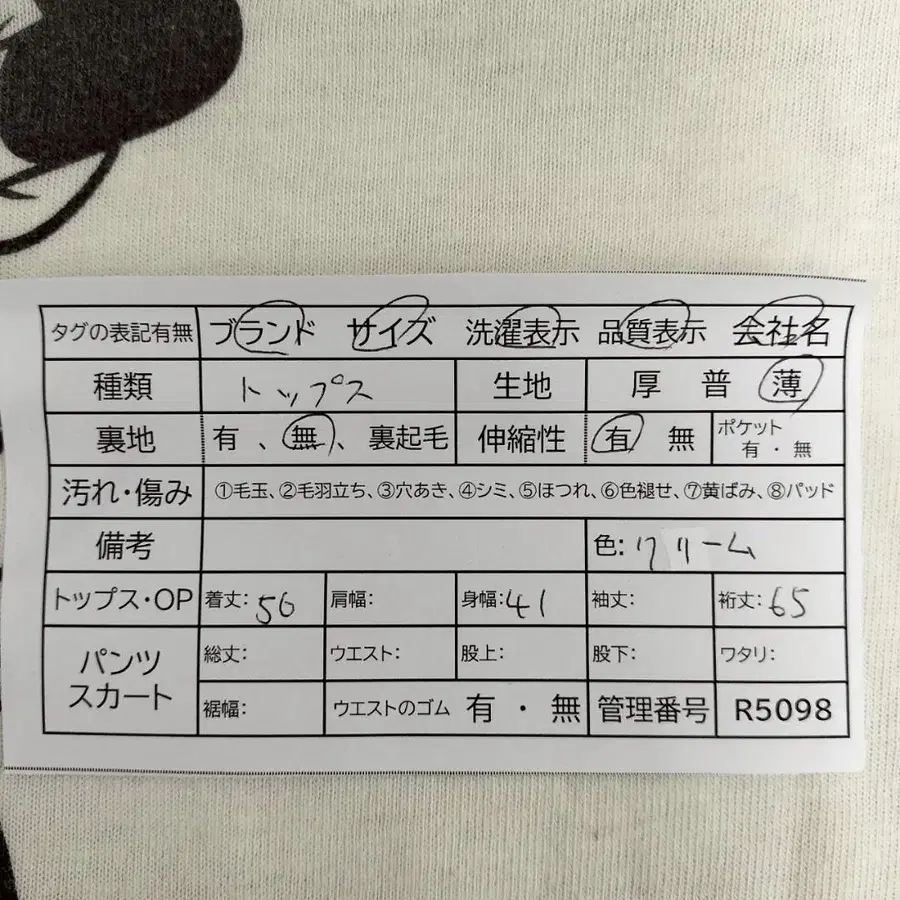 タグの表記有無 ブランド サイズ 洗濯表示 品質表示 会社名
種類 トップス 生地 厚 普 薄
裏地 有、無、裏起毛 伸縮性 有 無 ポケット 有・無
汚れ・傷み ①毛玉、②毛羽立ち、③穴あき、④シミ、⑤ほつれ、⑥色褪せ、⑦黄ばみ、⑧パッド
備考 色: クリーム
トップス・OP 着丈: 56 肩幅: 身幅: 41 袖丈: 裄丈: 65
パンツ スカート 総丈: ウエスト: 股上: 股下: ワタリ:
裾幅: ウエストのゴム 有・無 管理番号 R5098